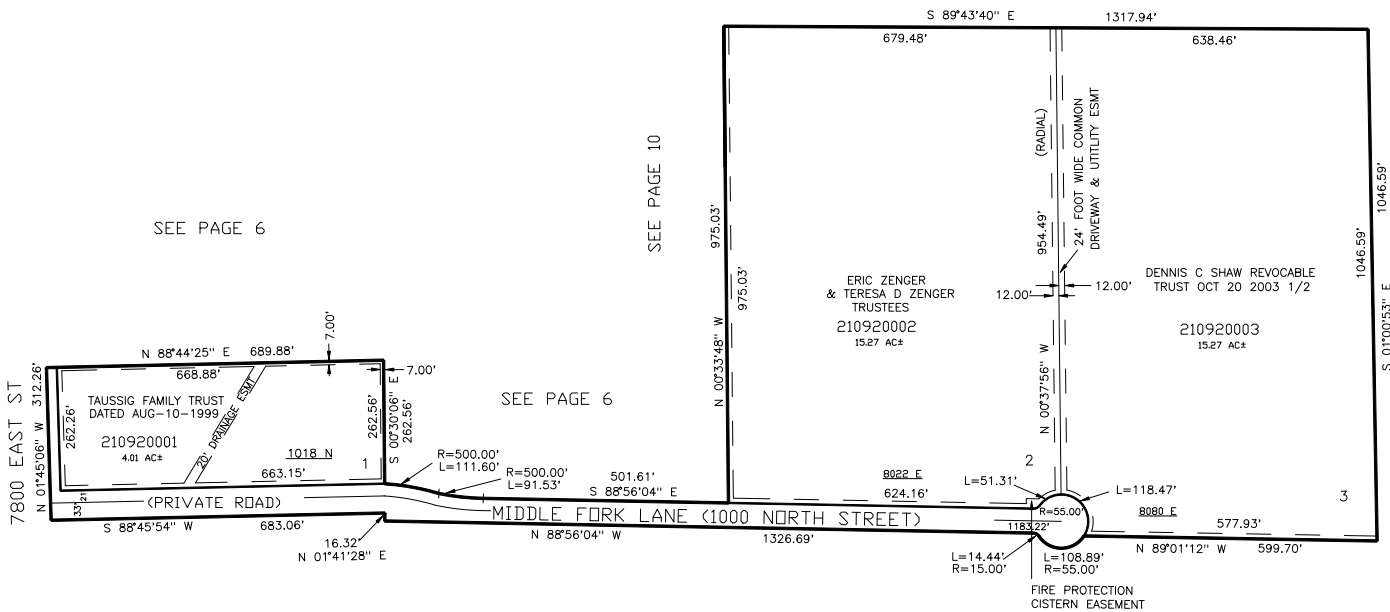 S 89°43'40" E 1317.94'
679.48'
638.46'
SEE PAGE 6
SEE PAGE 10
975.03'
975.03'
N 00°33'48" W
(RADIAL)
954.49'
24' FOOT WIDE COMMON
DRIVEWAY & UTITLITY ESMT
N 00°37'56" W
12.00'
12.00'
ERIC ZENGER
& TERESA D ZENGER
TRUSTEES
210920002
15.27 AC±
DENNIS C SHAW REVOCABLE
TRUST OCT 20 2003 1/2
210920003
15.27 AC±
1046.59'
1046.59'
S 01°00'53" E
7800 EAST ST
N 01°45'06" W 312.26'
262.26'
N 88°44'25" E 689.88'
668.88'
7.00'
7.00'
TAUSSIG FAMILY TRUST
DATED AUG-10-1999
210920001
4.01 AC±
20' DRAINAGE ESMT
1018 N
1
663.15'
262.56'
S 00°30'06" E
262.56'
SEE PAGE 6
R=500.00'
L=111.60'
R=500.00'
L=91.53'
501.61'
S 88°56'04" E
8022 E
624.16'
2
L=51.31'
L=118.47'
R=55.00'
8080 E
3
577.93'
33'
21
(PRIVATE ROAD)
S 88°45'54" W 683.06'
16.32'
N 01°41'28" E
MIDDLE FORK LANE (1000 NORTH STREET)
1183.22'
N 88°56'04" W 1326.69'
N 89°01'12" W 599.70'
L=14.44'
R=15.00'
L=108.89'
R=55.00'
FIRE PROTECTION
CISTERN EASEMENT